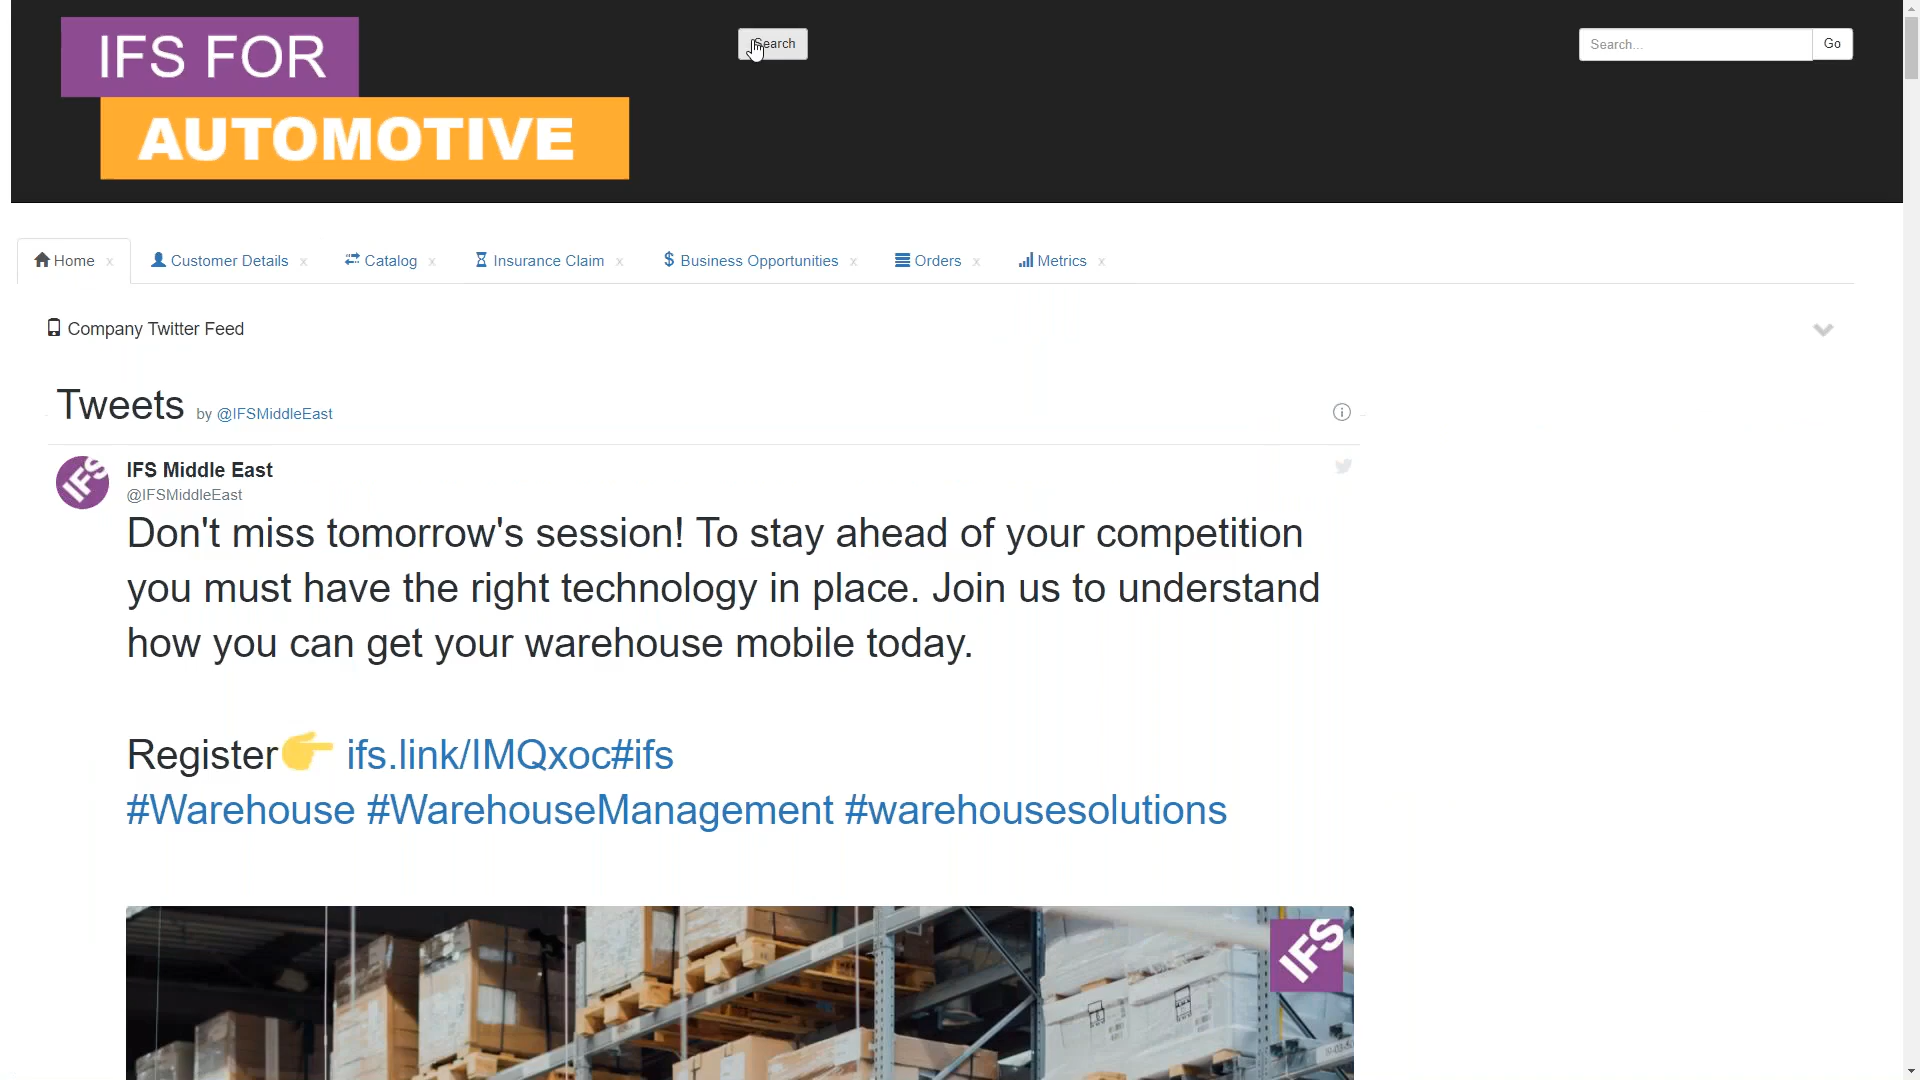 IFS FOR
AUTOMOTIVE
Search
Search...
Go
Home x
Customer Details x
Catalog x
Insurance Claim x
Business Opportunities x
Orders x
Metrics x
Company Twitter Feed
Tweets by @IFSMiddleEast
IFS Middle East
@IFSMiddleEast
Don't miss tomorrow's session! To stay ahead of your competition
you must have the right technology in place. Join us to understand
how you can get your warehouse mobile today.
Register👉 ifs.link/IMQxoc#ifs
#Warehouse #WarehouseManagement #warehousesolutions
IFS
IFS